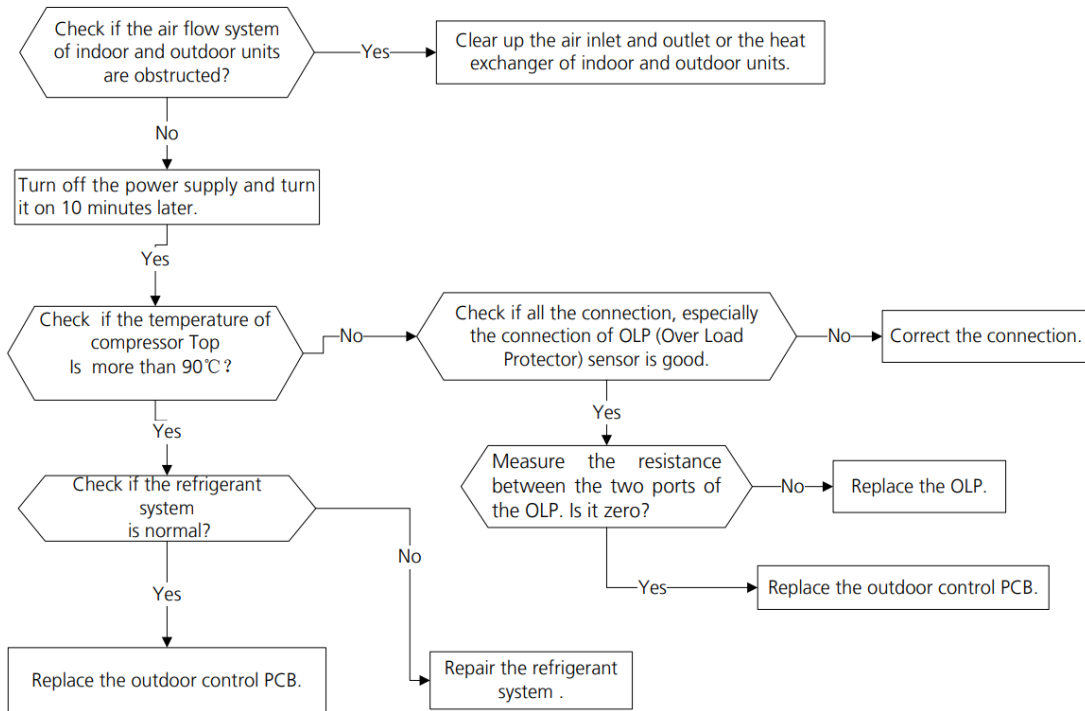 Check if the air flow system
of indoor and outdoor units
are obstructed?
Yes
Clear up the air inlet and outlet or the heat
exchanger of indoor and outdoor units.
No
Turn off the power supply and turn
it on 10 minutes later.
Yes
Check if the temperature of
compressor Top
Is more than 90℃?
No
Check if all the connection, especially
the connection of OLP (Over Load
Protector) sensor is good.
No
Correct the connection.
Yes
Yes
Measure the resistance
between the two ports of
the OLP. Is it zero?
No
Replace the OLP.
Check if the refrigerant
system
is normal?
No
Yes
Replace the outdoor control PCB.
Yes
Replace the outdoor control PCB.
Repair the refrigerant
system .